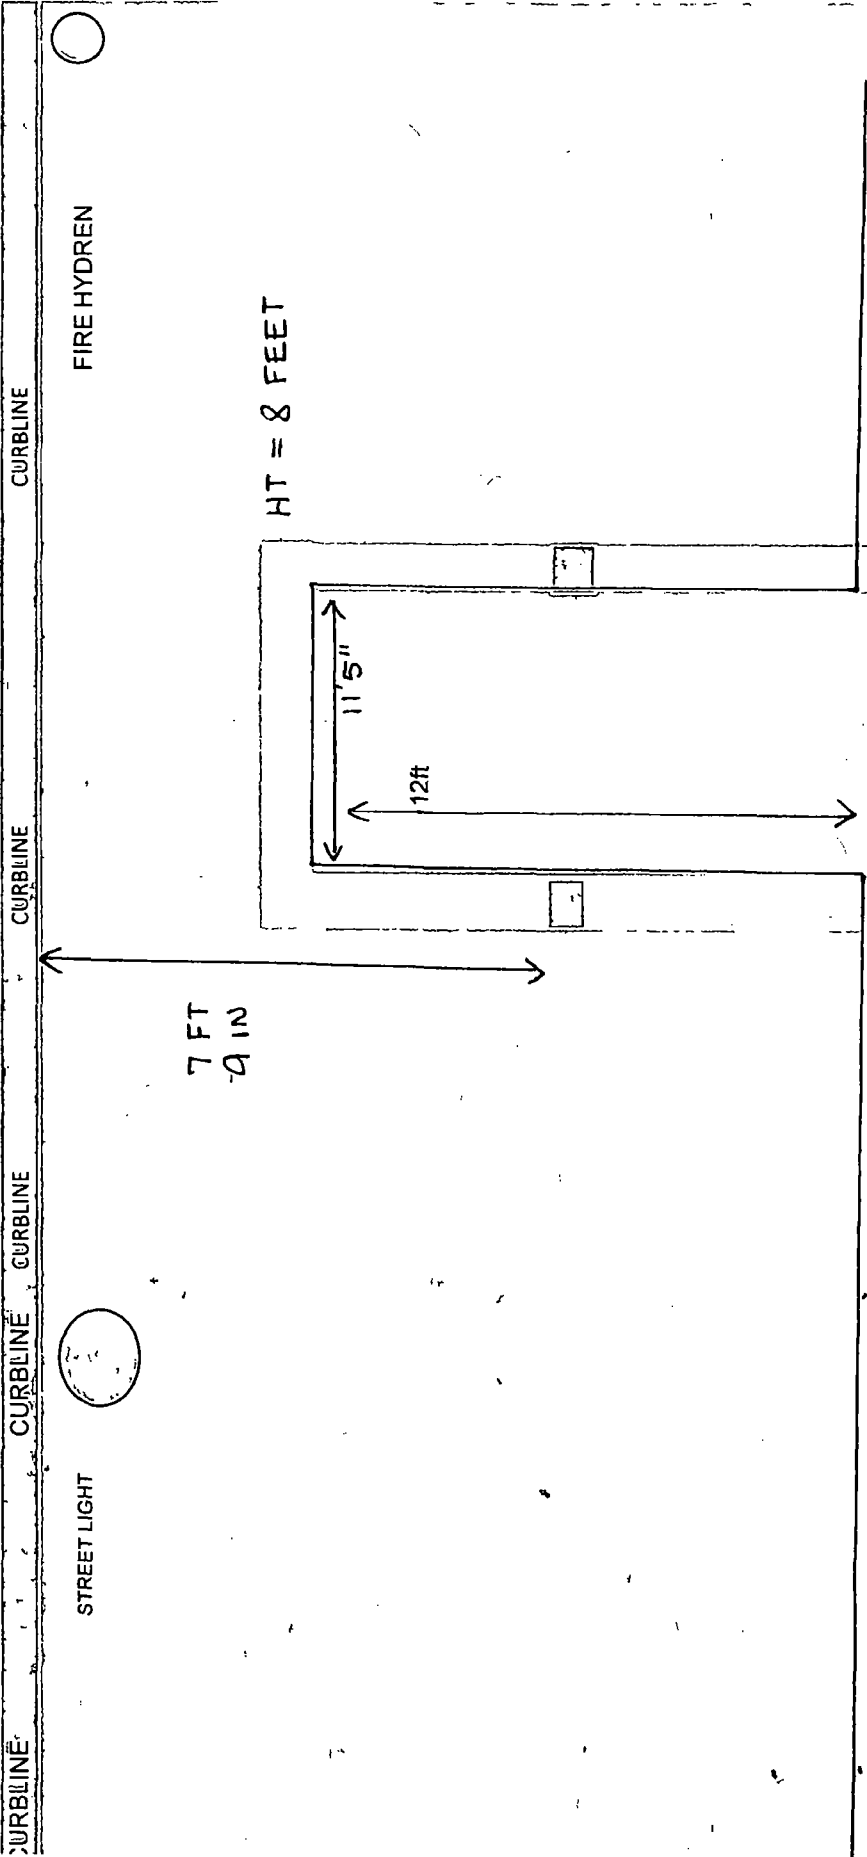 CURBLINE
CURBLINE
CURBLINE
CURBLINE
CURBLINE
STREET LIGHT
FIRE HYDREN
7 FT
9 IN
HT = 8 FEET
11'5"
12ft